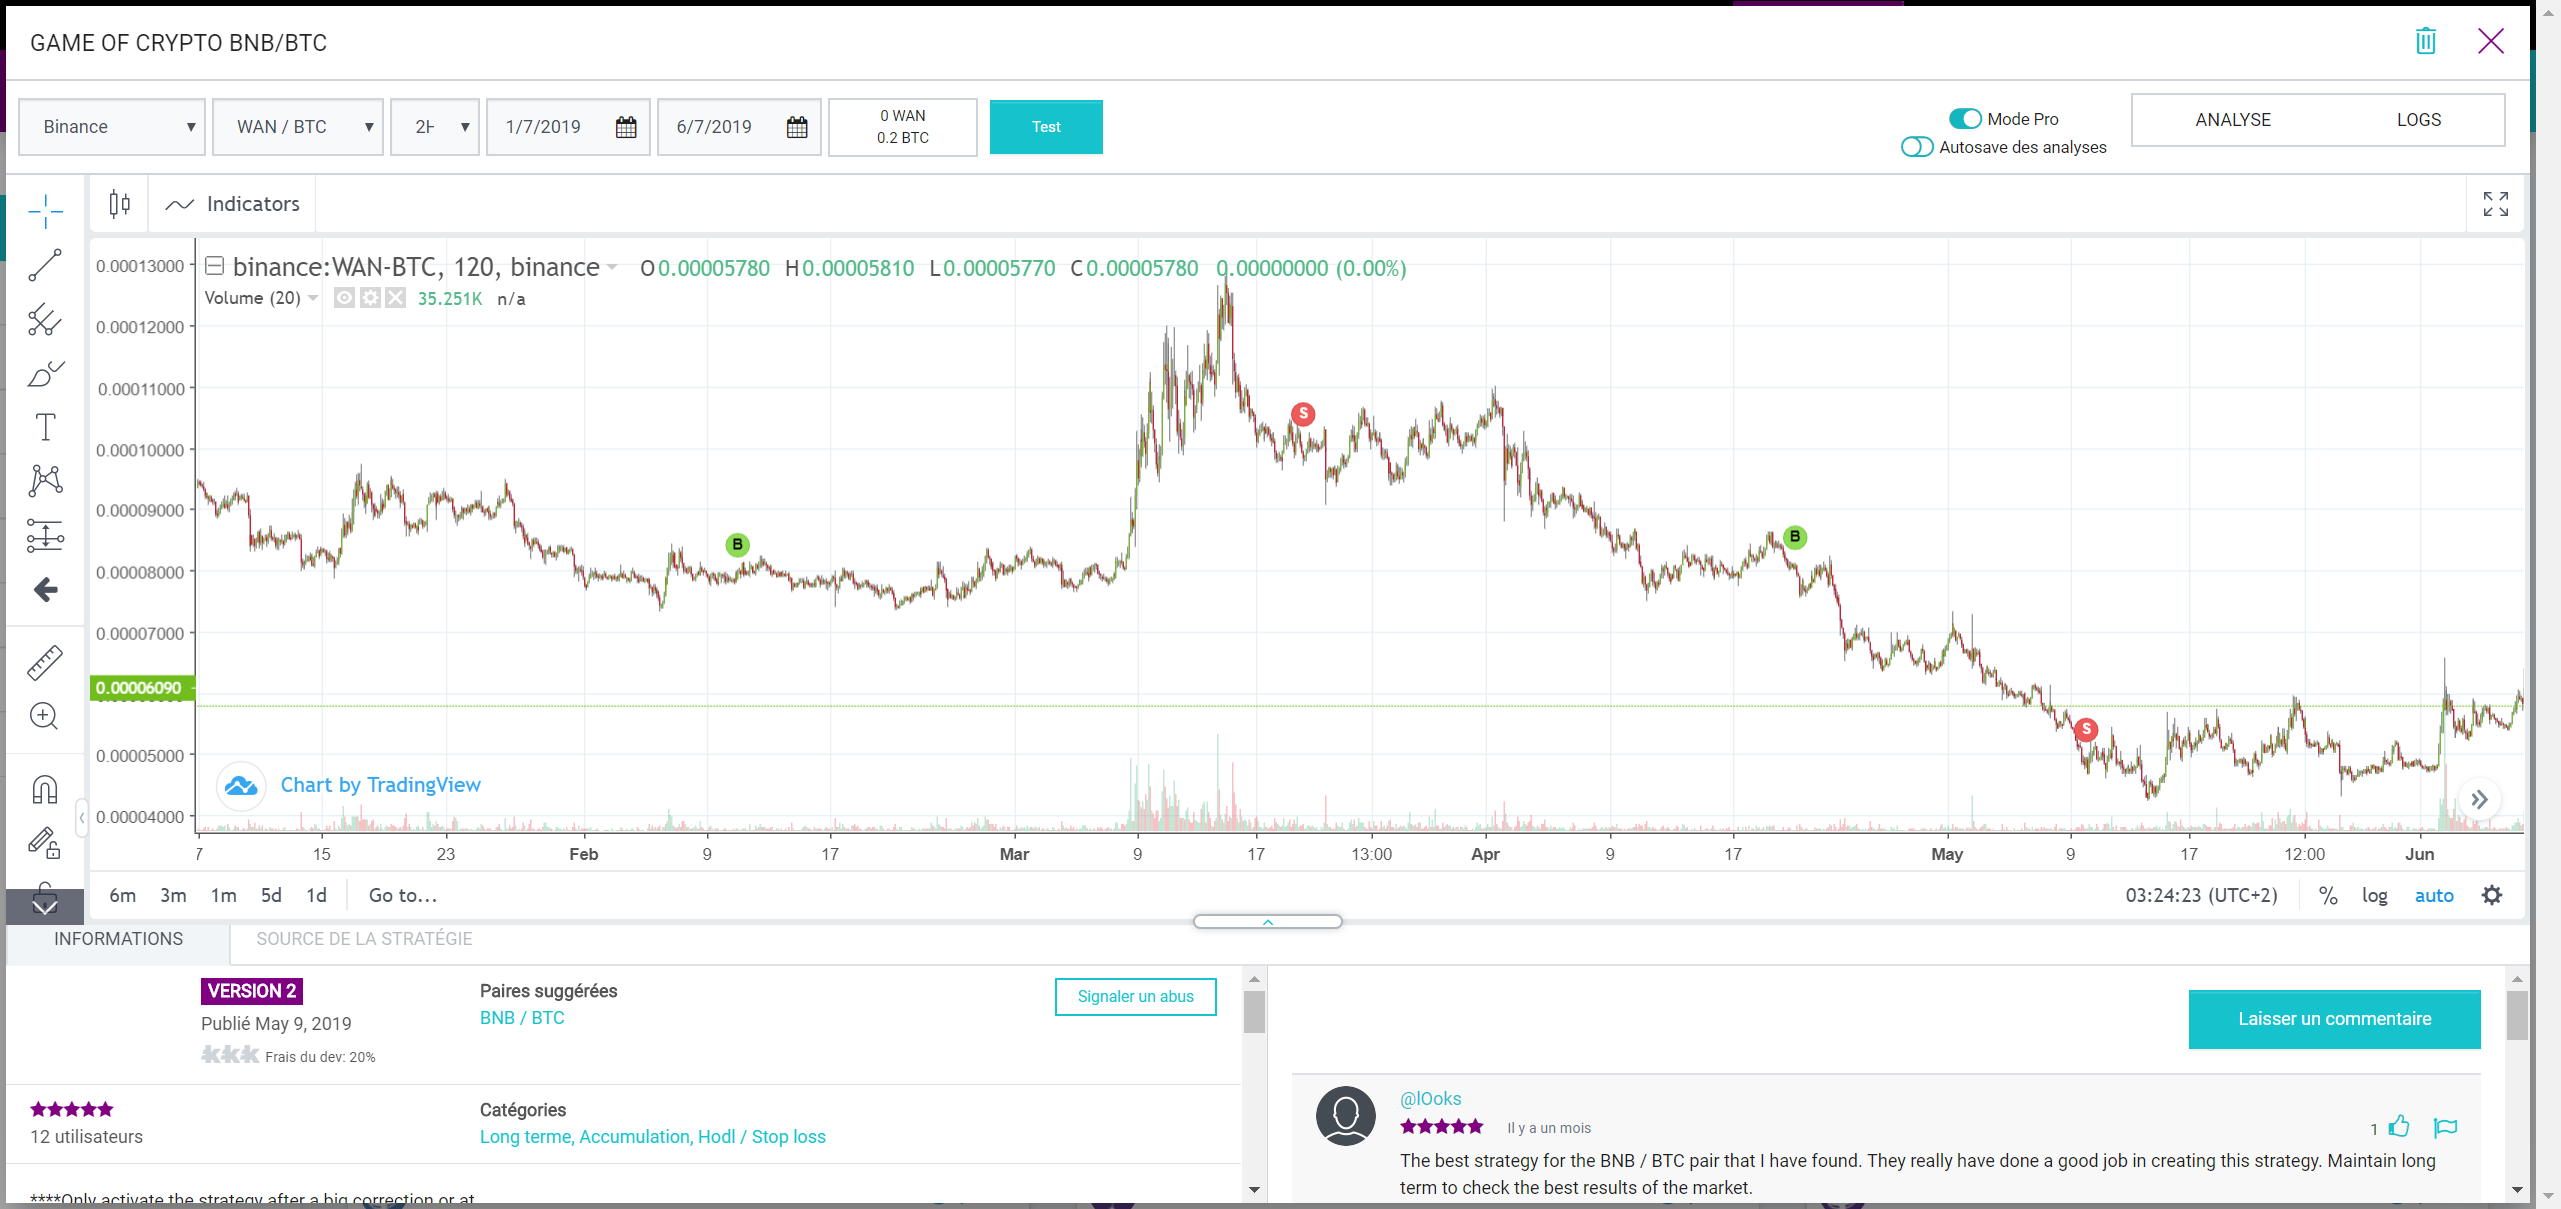 GAME OF CRYPTO BNB/BTC
Binance
WAN / BTC
2H
1/7/2019
6/7/2019
0 WAN
0.2 BTC
Test
Mode Pro
Autosave des analyses
ANALYSE
LOGS
Indicators
binance:WAN-BTC, 120, binance O0.00005780 H0.00005810 L0.00005770 C0.00005780 0.00000000 (0.00%)
Volume (20) 35.251K n/a
0.00013000
0.00012000
0.00011000
0.00010000
0.00009000
0.00008000
0.00007000
0.00006090
0.00005000
0.00004000
S
B
B
S
Chart by TradingView
7 15 23 Feb 9 17 Mar 9 17 13:00 Apr 9 17 May 9 17 12:00 Jun
6m 3m 1m 5d 1d Go to...
03:24:23 (UTC+2) % log auto
INFORMATIONS
SOURCE DE LA STRATÉGIE
VERSION 2
Publié May 9, 2019
Frais du dev: 20%
Paires suggérées
BNB / BTC
Signaler un abus
12 utilisateurs
Catégories
Long terme, Accumulation, Hodl / Stop loss
****Only activate the strategy after a big correction or at
Laisser un commentaire
@lOoks
Il y a un mois
1
The best strategy for the BNB / BTC pair that I have found. They really have done a good job in creating this strategy. Maintain long
term to check the best results of the market.